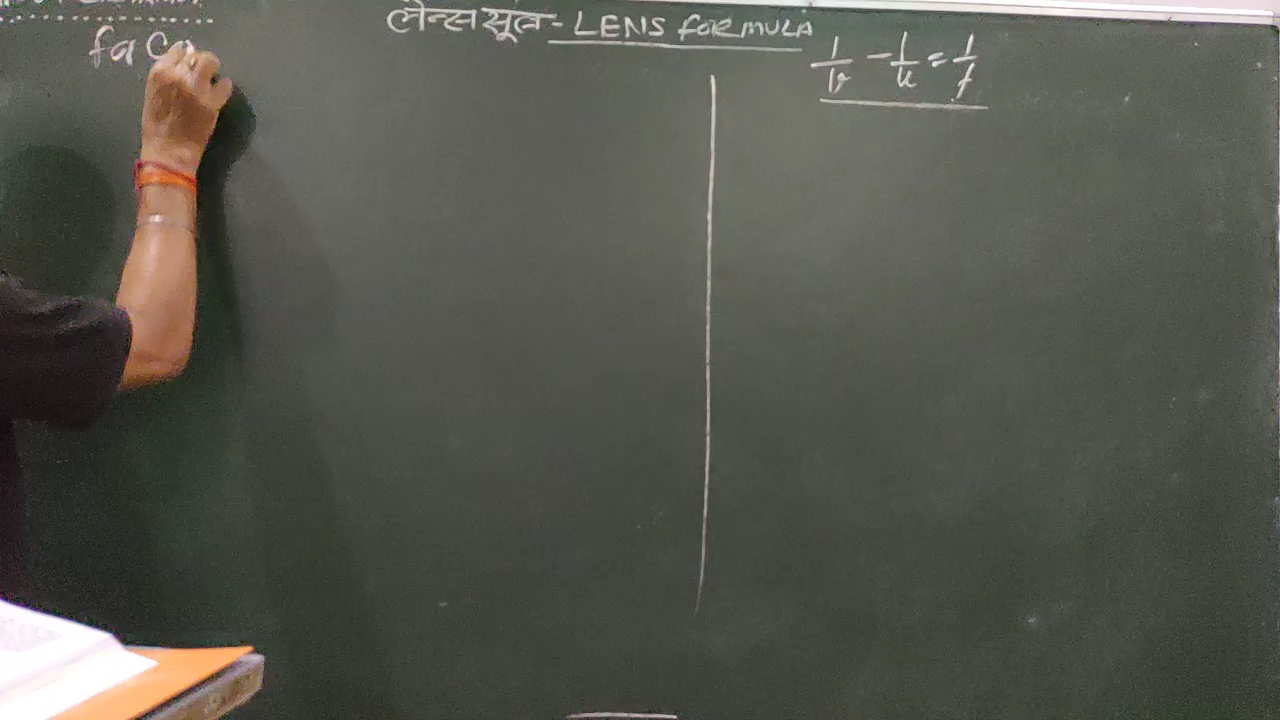 लेन्स सूत्र - LENS FORMULA
1/v - 1/u = 1/f